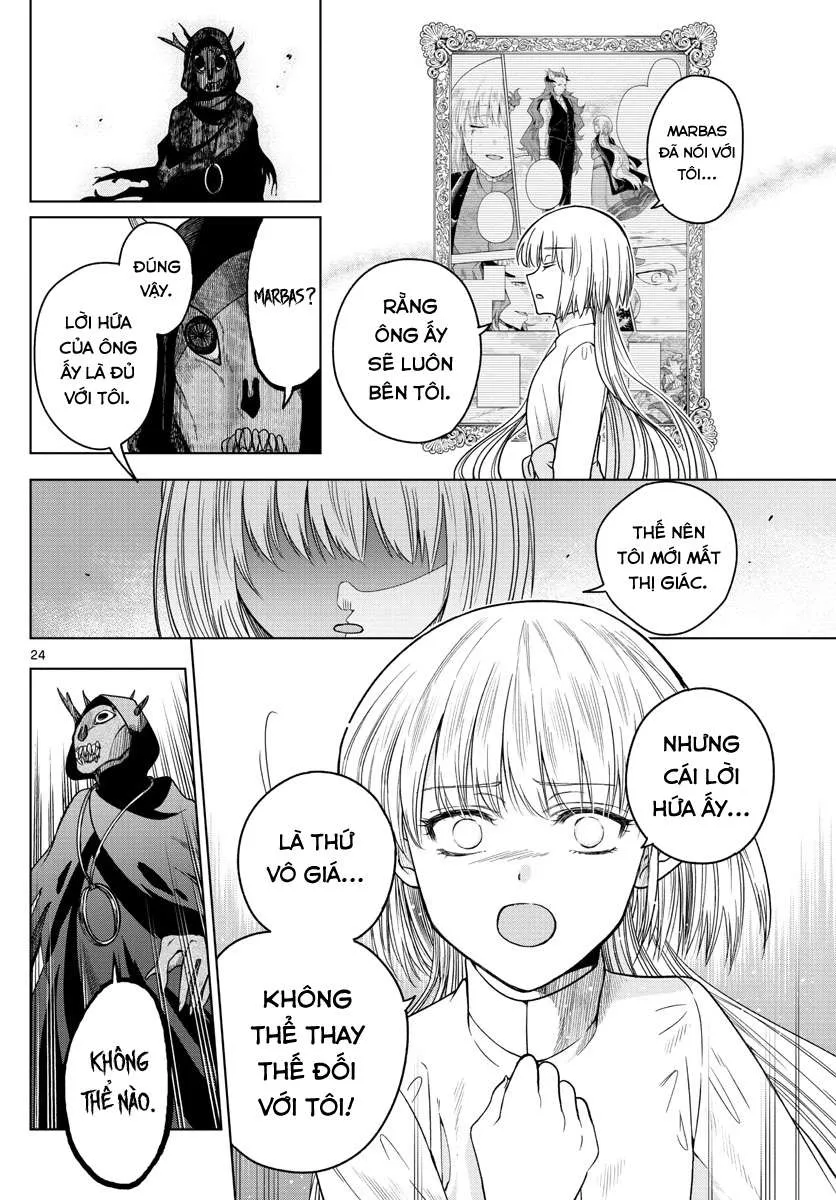 MARBAS
ĐÃ NÓI VỚI
TÔI...
RẰNG
ÔNG ẤY
SẼ LUÔN
BÊN TÔI.
MARBAS?
ĐÚNG
VẬY.
LỜI HỨA
CỦA ÔNG
ẤY LÀ ĐỦ
VỚI TÔI.
THẾ NÊN
TÔI MỚI MẤT
THỊ GIÁC.
24
NHƯNG
CÁI LỜI
HỨA ẤY...
LÀ THỨ
VÔ GIÁ...
KHÔNG
THỂ THAY
THẾ ĐỐI
VỚI TÔI!
KHÔNG
THỂ NÀO.